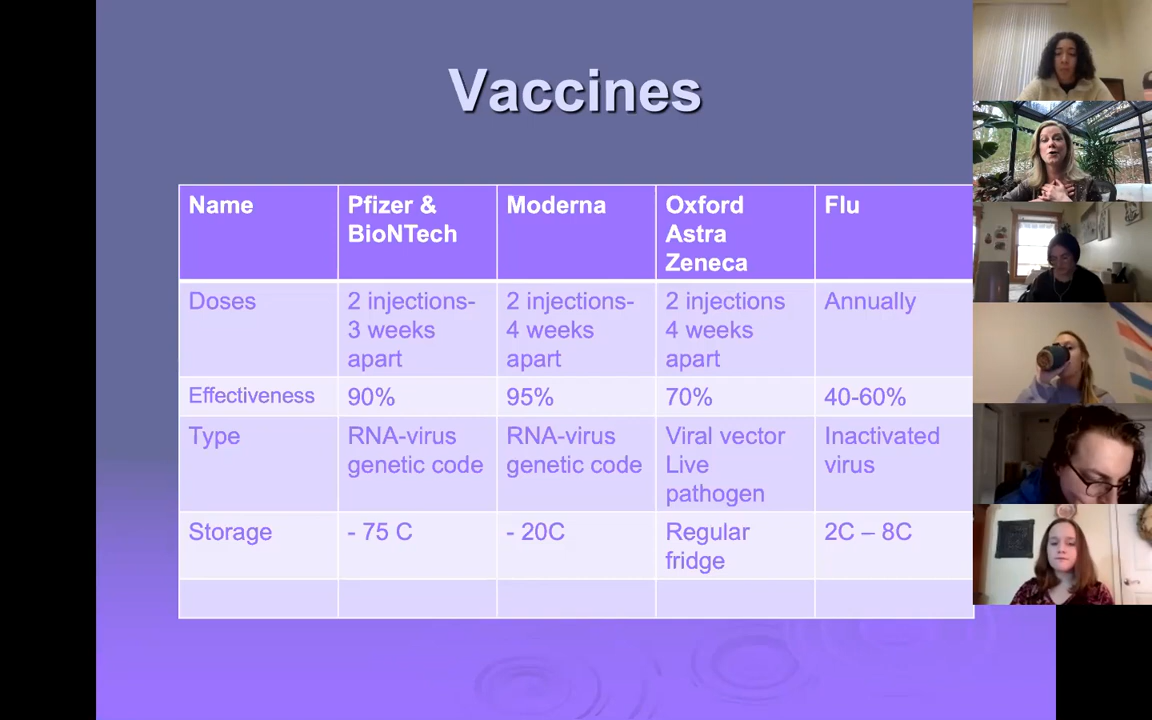 Vaccines
Name
Pfizer &
BioNTech
Moderna
Oxford
Astra
Zeneca
Flu
Doses
2 injections-
3 weeks
apart
2 injections-
4 weeks
apart
2 injections
4 weeks
apart
Annually
Effectiveness
90%
95%
70%
40-60%
Type
RNA-virus
genetic code
RNA-virus
genetic code
Viral vector
Live
pathogen
Inactivated
virus
Storage
- 75 C
- 20C
Regular
fridge
2C – 8C